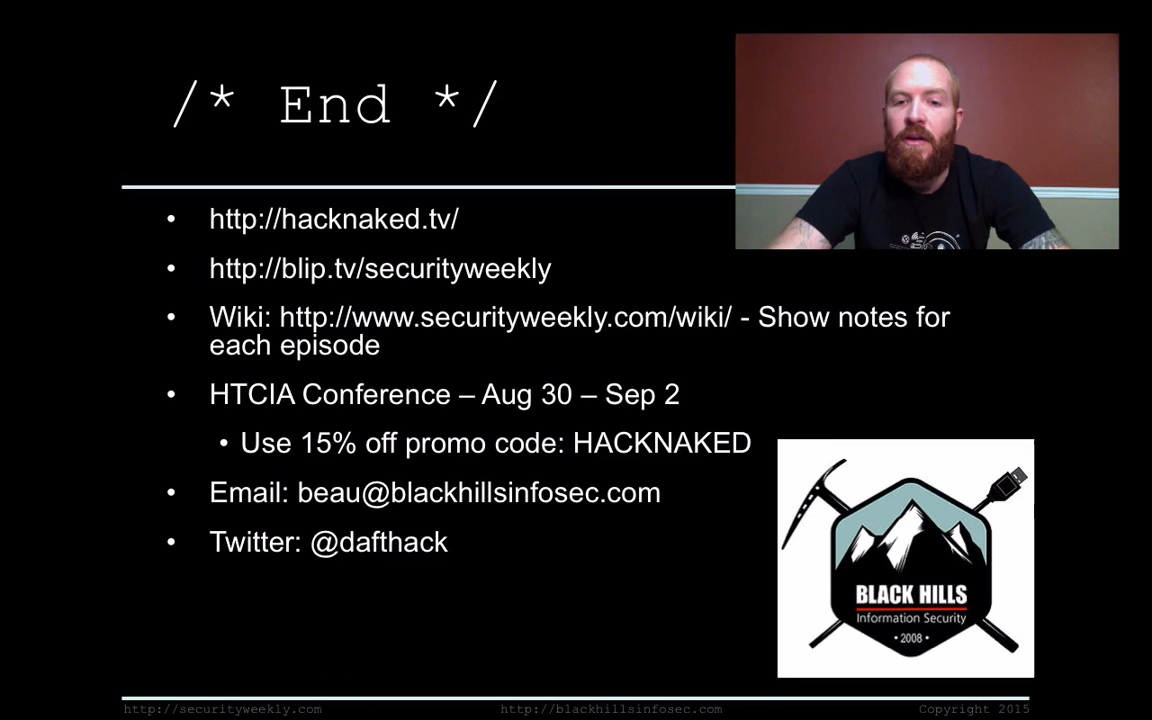 /* End */
• http://hacknaked.tv/
• http://blip.tv/securityweekly
• Wiki: http://www.securityweekly.com/wiki/ - Show notes for
each episode
• HTCIA Conference – Aug 30 – Sep 2
• Use 15% off promo code: HACKNAKED
• Email: beau@blackhillsinfosec.com
• Twitter: @dafthack
BLACK HILLS
Information Security
• 2008 •
http://securityweekly.com
http://blackhillsinfosec.com
Copyright 2015